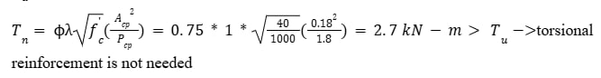 Tₙ = ϕλ√f'c(Acp²/Pcp) = 0.75 * 1 * √40/1000(0.18²/1.8) = 2.7 kN − m > Tᵤ ->torsional
reinforcement is not needed